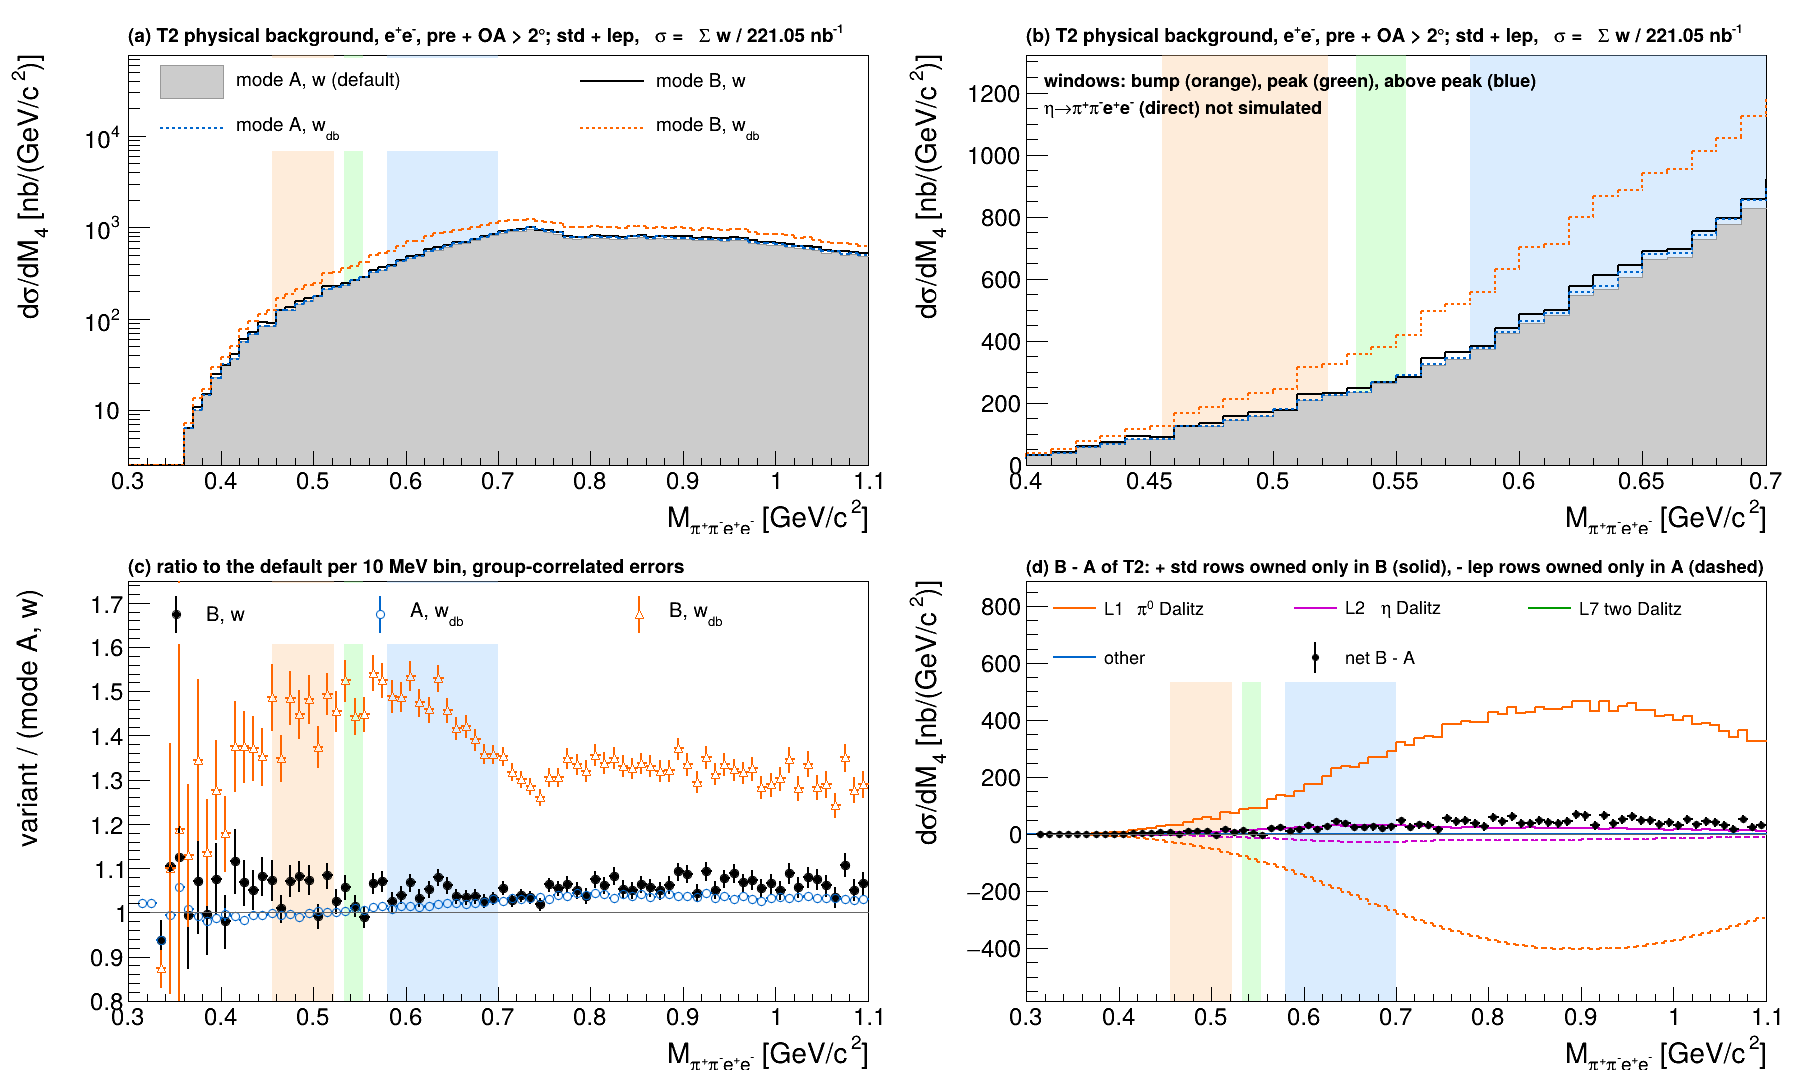 (a) T2 physical background, e⁺e⁻, pre + OA > 2°; std + lep, σ = Σ w / 221.05 nb⁻¹
mode A, w (default)
mode B, w
mode A, w_db
mode B, w_db
dσ/dM₄ [nb/(GeV/c²)]
10⁴
10³
10²
10
0.3 0.4 0.5 0.6 0.7 0.8 0.9 1 1.1
M_π⁺π⁻e⁺e⁻ [GeV/c²]
(b) T2 physical background, e⁺e⁻, pre + OA > 2°; std + lep, σ = Σ w / 221.05 nb⁻¹
windows: bump (orange), peak (green), above peak (blue)
η→π⁺π⁻e⁺e⁻ (direct) not simulated
dσ/dM₄ [nb/(GeV/c²)]
1200
1000
800
600
400
200
0
0.4 0.45 0.5 0.55 0.6 0.65 0.7
M_π⁺π⁻e⁺e⁻ [GeV/c²]
(c) ratio to the default per 10 MeV bin, group-correlated errors
B, w
A, w_db
B, w_db
variant / (mode A, w)
1.7
1.6
1.5
1.4
1.3
1.2
1.1
1
0.9
0.8
0.3 0.4 0.5 0.6 0.7 0.8 0.9 1 1.1
M_π⁺π⁻e⁺e⁻ [GeV/c²]
(d) B - A of T2: + std rows owned only in B (solid), - lep rows owned only in A (dashed)
L1 π⁰ Dalitz
L2 η Dalitz
L7 two Dalitz
other
net B - A
dσ/dM₄ [nb/(GeV/c²)]
800
600
400
200
0
−200
−400
0.3 0.4 0.5 0.6 0.7 0.8 0.9 1 1.1
M_π⁺π⁻e⁺e⁻ [GeV/c²]